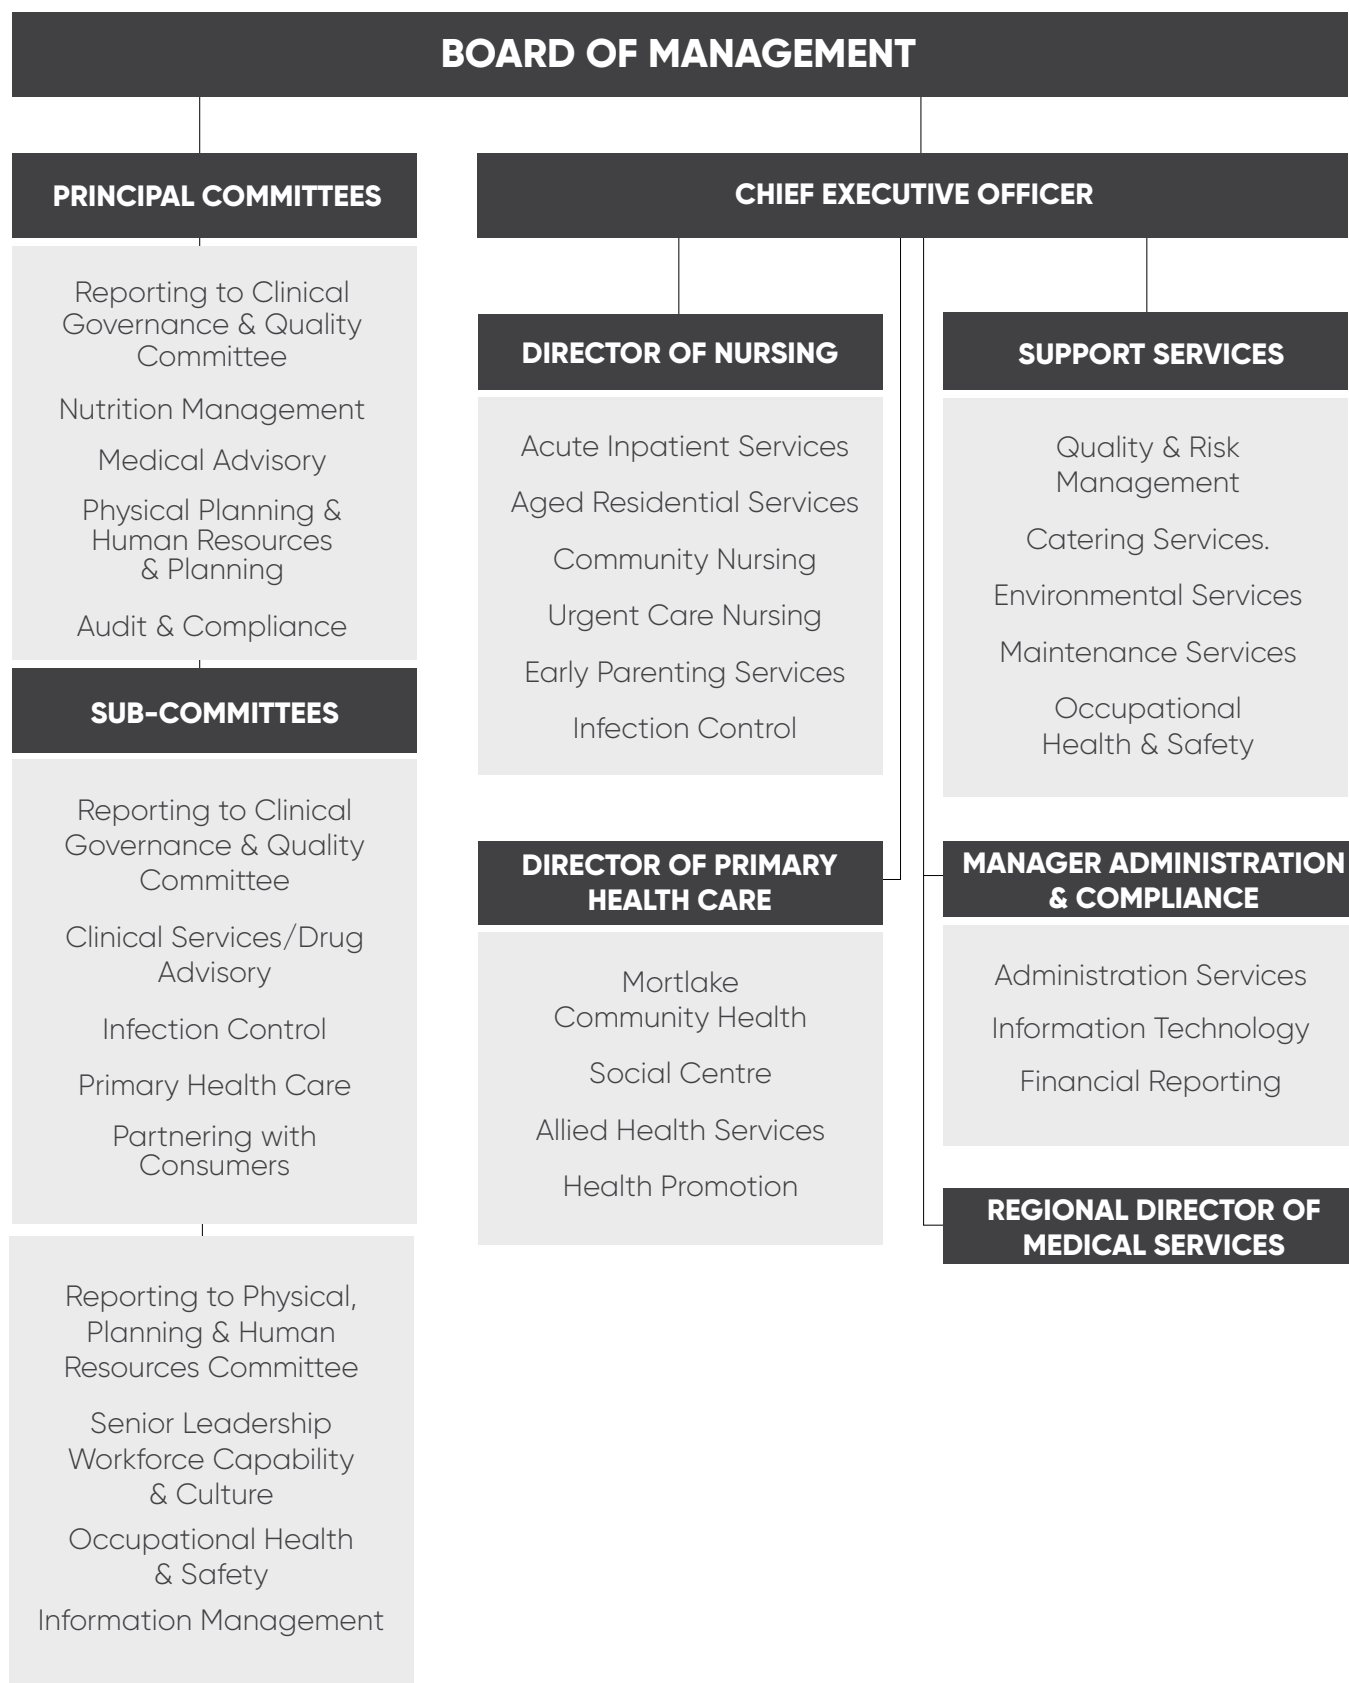 BOARD OF MANAGEMENT
PRINCIPAL COMMITTEES
Reporting to Clinical
Governance & Quality
Committee
Nutrition Management
Medical Advisory
Physical Planning &
Human Resources
& Planning
Audit & Compliance
SUB-COMMITTEES
Reporting to Clinical
Governance & Quality
Committee
Clinical Services/Drug
Advisory
Infection Control
Primary Health Care
Partnering with
Consumers
Reporting to Physical,
Planning & Human
Resources Committee
Senior Leadership
Workforce Capability
& Culture
Occupational Health
& Safety
Information Management
CHIEF EXECUTIVE OFFICER
DIRECTOR OF NURSING
Acute Inpatient Services
Aged Residential Services
Community Nursing
Urgent Care Nursing
Early Parenting Services
Infection Control
DIRECTOR OF PRIMARY
HEALTH CARE
Mortlake
Community Health
Social Centre
Allied Health Services
Health Promotion
SUPPORT SERVICES
Quality & Risk
Management
Catering Services.
Environmental Services
Maintenance Services
Occupational
Health & Safety
MANAGER ADMINISTRATION
& COMPLIANCE
Administration Services
Information Technology
Financial Reporting
REGIONAL DIRECTOR OF
MEDICAL SERVICES